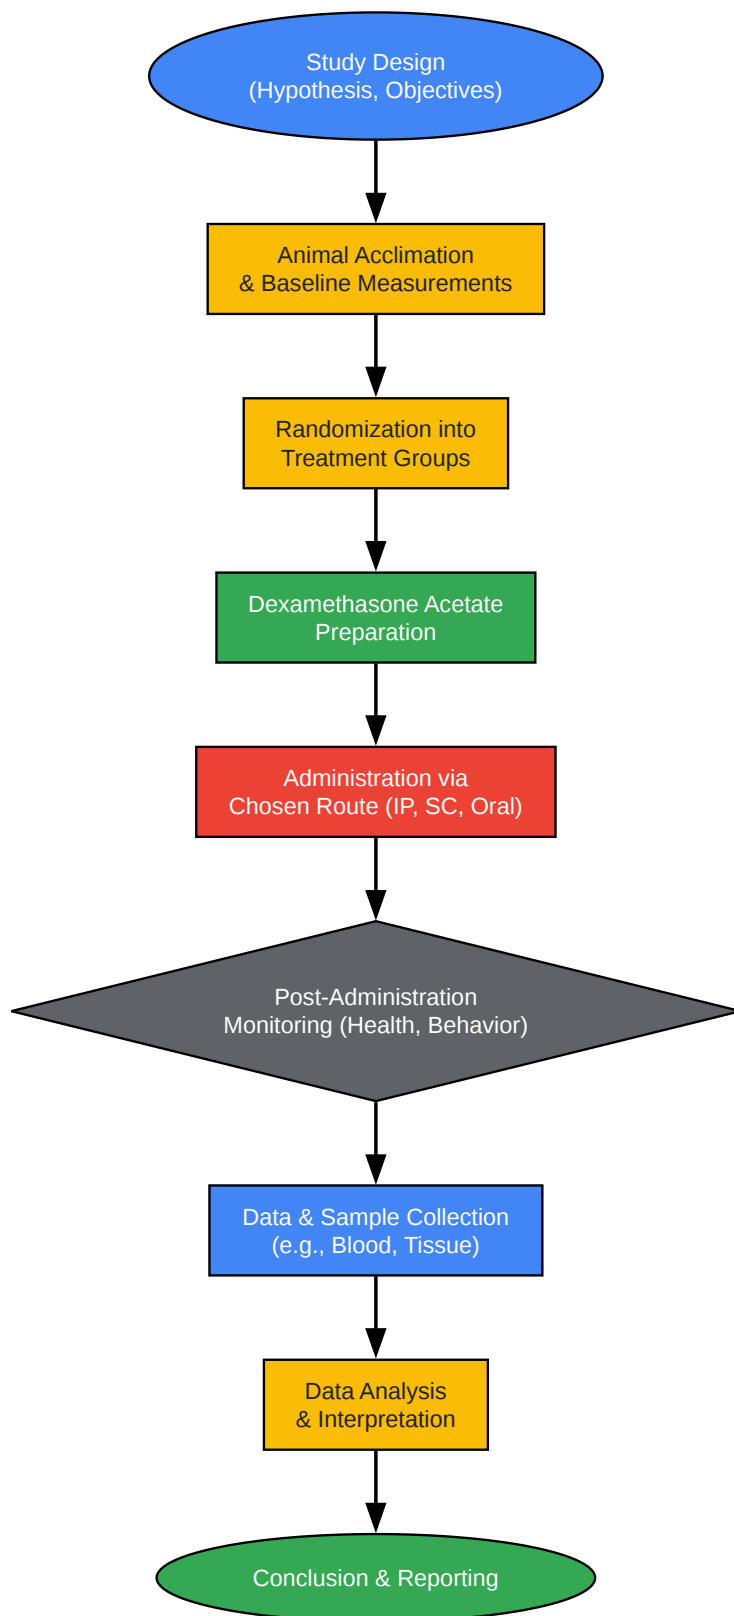 Study Design
(Hypothesis, Objectives)
Animal Acclimation
& Baseline Measurements
Randomization into
Treatment Groups
Dexamethasone Acetate
Preparation
Administration via
Chosen Route (IP, SC, Oral)
Post-Administration
Monitoring (Health, Behavior)
Data & Sample Collection
(e.g., Blood, Tissue)
Data Analysis
& Interpretation
Conclusion & Reporting